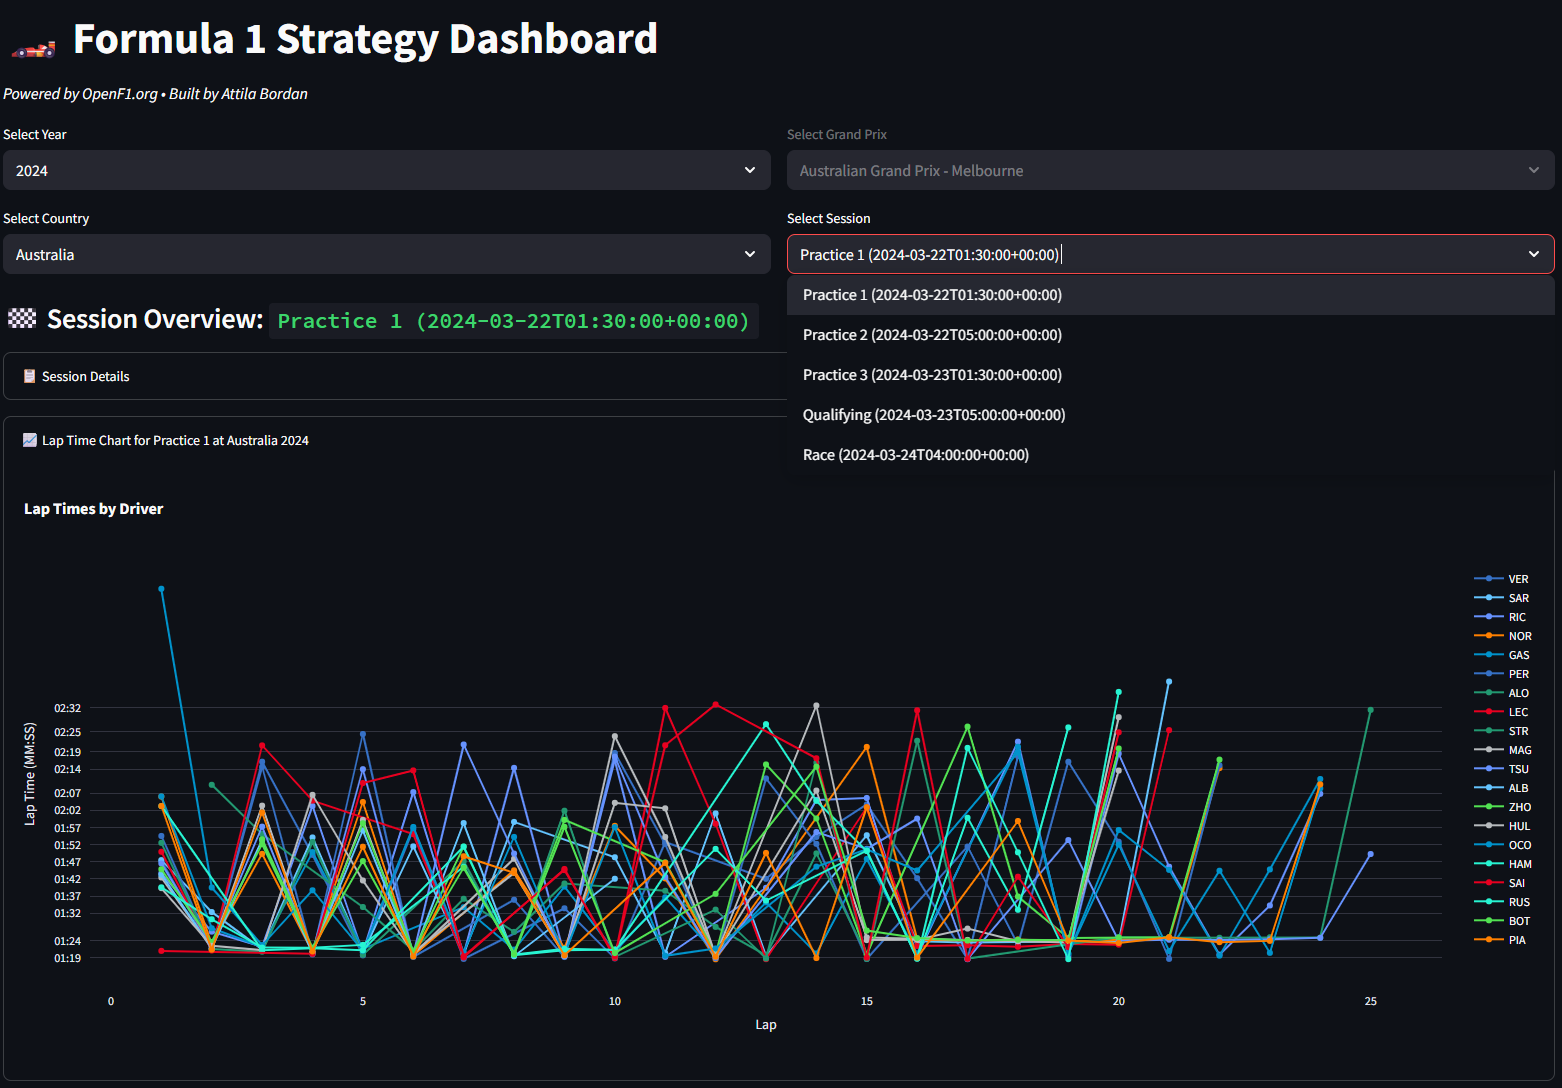 Formula 1 Strategy Dashboard
Powered by OpenF1.org • Built by Attila Bordan
Select Year
2024
Select Grand Prix
Australian Grand Prix - Melbourne
Select Country
Australia
Select Session
Practice 1 (2024-03-22T01:30:00+00:00)
Practice 1 (2024-03-22T01:30:00+00:00)
Practice 2 (2024-03-22T05:00:00+00:00)
Practice 3 (2024-03-23T01:30:00+00:00)
Qualifying (2024-03-23T05:00:00+00:00)
Race (2024-03-24T04:00:00+00:00)
Session Overview: Practice 1 (2024-03-22T01:30:00+00:00)
Session Details
Lap Time Chart for Practice 1 at Australia 2024
Lap Times by Driver
Lap Time (MM:SS)
02:32
02:25
02:19
02:14
02:07
02:02
01:57
01:52
01:47
01:42
01:37
01:32
01:24
01:19
0
5
10
15
20
25
Lap
VER
SAR
RIC
NOR
GAS
PER
ALO
LEC
STR
MAG
TSU
ALB
ZHO
HUL
OCO
HAM
SAI
RUS
BOT
PIA